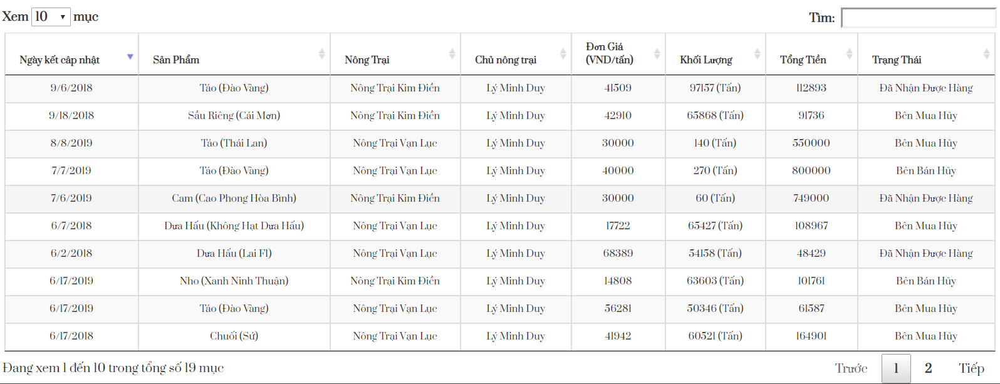 Xem 10 mục
Tìm:
Ngày kết câp nhật Sản Phẩm Nông Trại Chủ nông trại Đơn Giá (VND/tấn) Khối Lượng Tổng Tiền Trạng Thái
9/6/2018 Táo (Đào Vàng) Nông Trại Kim Điền Lý Minh Duy 41509 97157 (Tấn) 112893 Đã Nhận Được Hàng
9/18/2018 Sầu Riêng (Cái Mơn) Nông Trại Kim Điền Lý Minh Duy 42910 65868 (Tấn) 91736 Bên Mua Hủy
8/8/2019 Táo (Thái Lan) Nông Trại Vạn Lục Lý Minh Duy 30000 140 (Tấn) 550000 Bên Mua Hủy
7/7/2019 Táo (Đào Vàng) Nông Trại Vạn Lục Lý Minh Duy 40000 270 (Tấn) 800000 Bên Bán Hủy
7/6/2019 Cam (Cao Phong Hòa Bình) Nông Trại Kim Điền Lý Minh Duy 30000 60 (Tấn) 749000 Đã Nhận Được Hàng
6/7/2018 Dưa Hấu (Không Hạt Dưa Hấu) Nông Trại Vạn Lục Lý Minh Duy 17722 65427 (Tấn) 108967 Bên Mua Hủy
6/2/2018 Dưa Hấu (Lai F1) Nông Trại Vạn Lục Lý Minh Duy 68389 54158 (Tấn) 48429 Đã Nhận Được Hàng
6/17/2019 Nho (Xanh Ninh Thuận) Nông Trại Kim Điền Lý Minh Duy 14808 63603 (Tấn) 101761 Bên Bán Hủy
6/17/2019 Táo (Đào Vàng) Nông Trại Vạn Lục Lý Minh Duy 56281 50346 (Tấn) 61587 Bên Mua Hủy
6/17/2018 Chuối (Sứ) Nông Trại Vạn Lục Lý Minh Duy 41942 60521 (Tấn) 164901 Bên Mua Hủy
Đang xem 1 đến 10 trong tổng số 19 mục
Trước 1 2 Tiếp